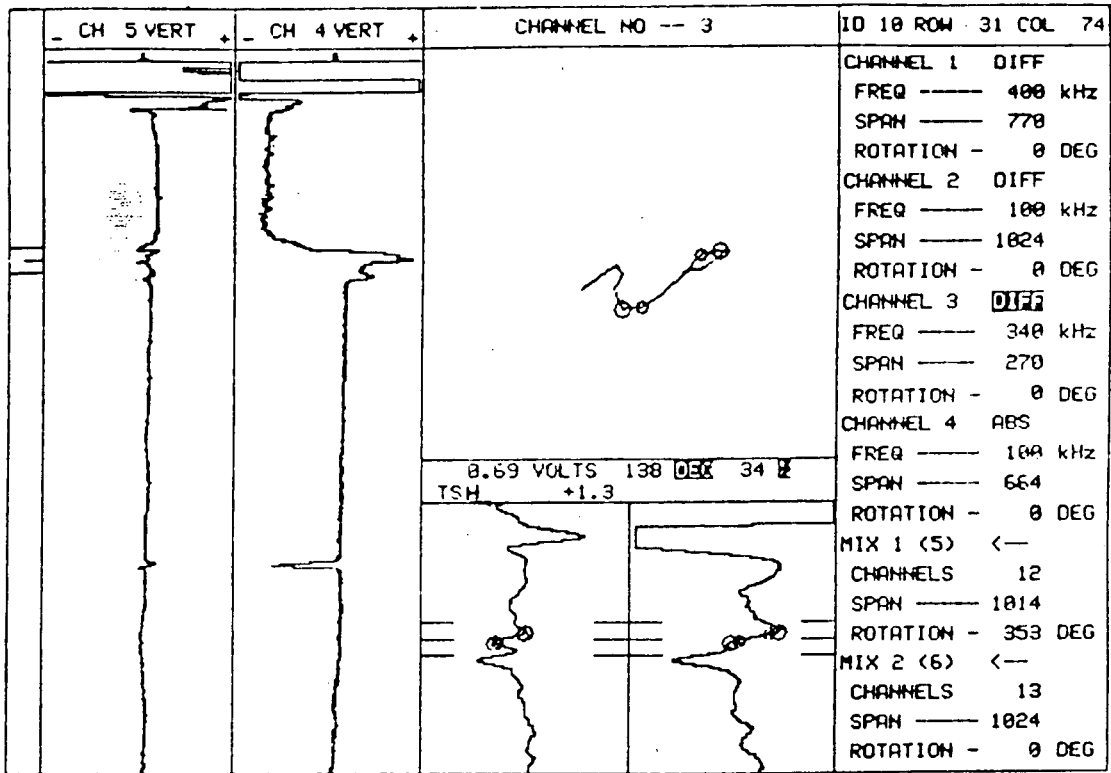 - CH 5 VERT +
- CH 4 VERT +
CHANNEL NO -- 3
0.69 VOLTS 138 DEG 34 %
TSH +1.3
ID 10 ROW 31 COL 74
CHANNEL 1 DIFF
FREQ ----- 400 kHz
SPAN ----- 770
ROTATION - 0 DEG
CHANNEL 2 DIFF
FREQ ----- 100 kHz
SPAN ----- 1024
ROTATION - 0 DEG
CHANNEL 3 DIFF
FREQ ----- 340 kHz
SPAN ----- 270
ROTATION - 0 DEG
CHANNEL 4 ABS
FREQ ----- 100 kHz
SPAN ----- 664
ROTATION - 0 DEG
MIX 1 (5) <--
CHANNELS 12
SPAN ----- 1014
ROTATION - 353 DEG
MIX 2 (6) <--
CHANNELS 13
SPAN ----- 1024
ROTATION - 0 DEG